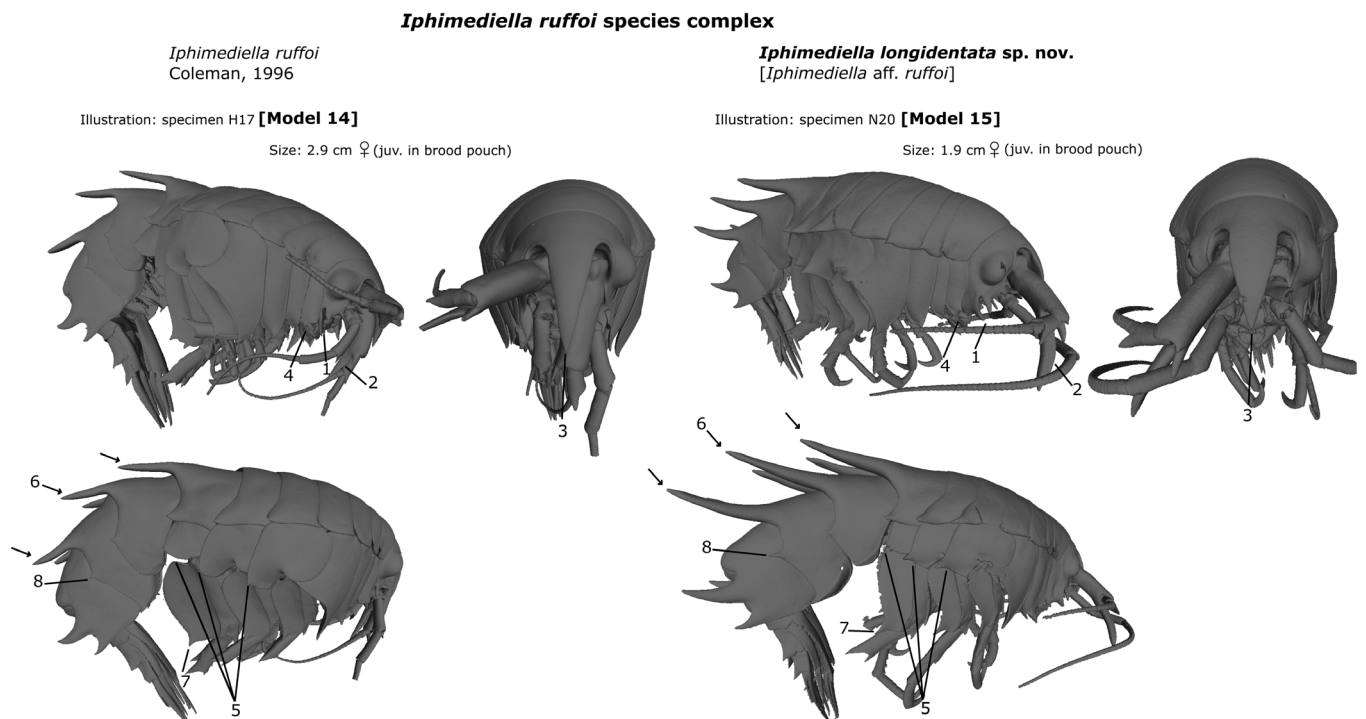 Iphimediella ruffoi species complex
Iphimediella ruffoi
Coleman, 1996
Illustration: specimen H17 [Model 14]
Size: 2.9 cm ♀ (juv. in brood pouch)
4
1
2
3
6
8
7
5
Iphimediella longidentata sp. nov.
[Iphimediella aff. ruffoi]
Illustration: specimen N20 [Model 15]
Size: 1.9 cm ♀ (juv. in brood pouch)
4
1
2
3
6
8
7
5